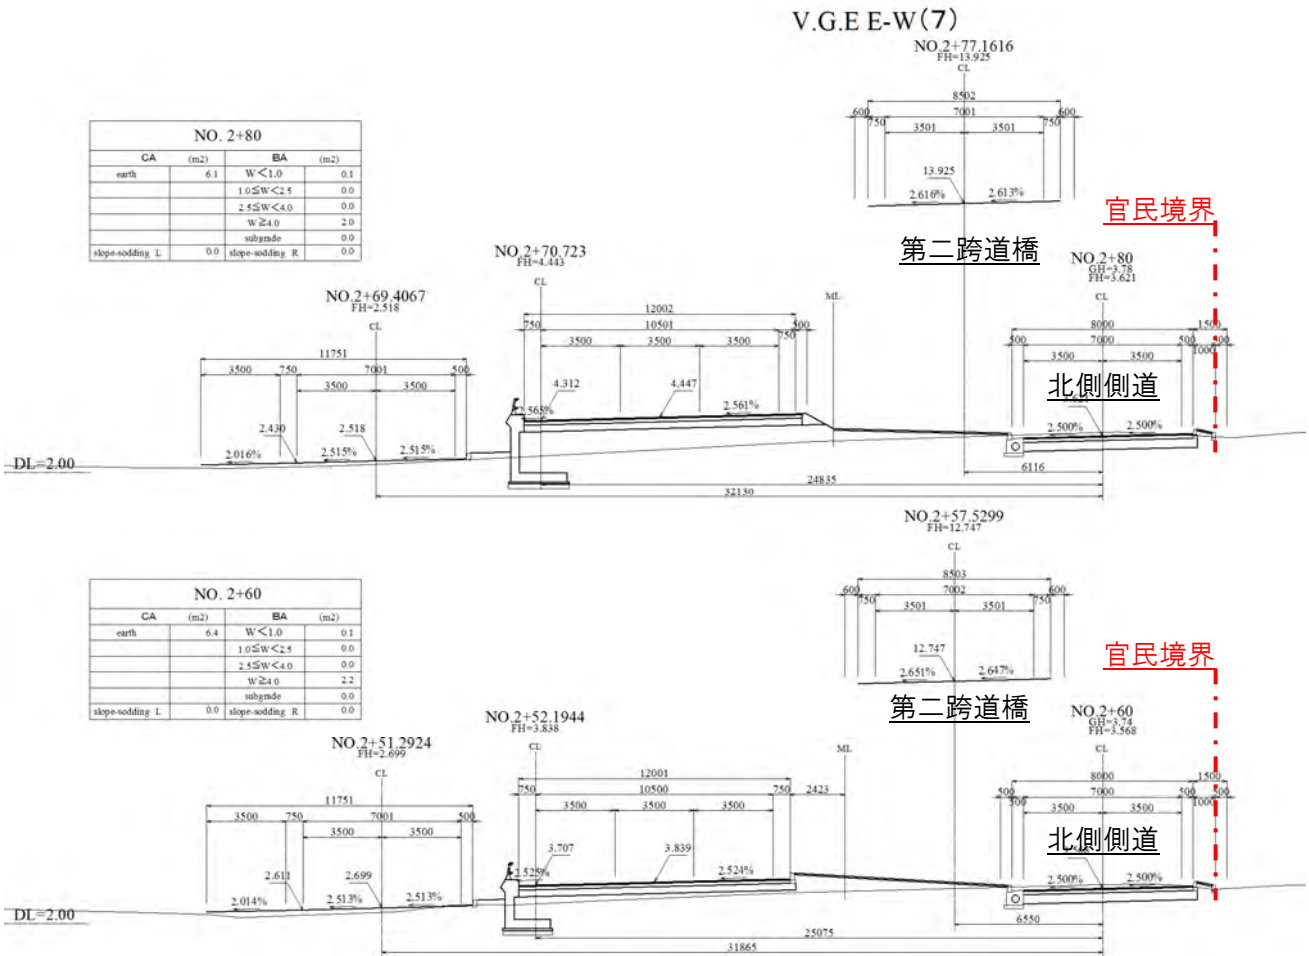 V.G.E E-W(7)
NO.2+77.1616
FH=13.925
CL
8502
600 7001 600
750 750
3501 3501
13.925
2.616% 2.613%
第二跨道橋
官民境界
NO. 2+80
CA (m2) BA (m2)
earth 6.1 W<1.0 0.1
1.0≦W<2.5 0.0
2.5≦W<4.0 0.0
W≧4.0 2.0
subgrade 0.0
slope-sodding L 0.0 slope-sodding R 0.0
NO.2+69.4067
FH=2.518
CL
11751
3500 750 7001 500
3500 3500
2.430 2.518
2.016% 2.515% 2.515%
DL=2.00
NO.2+70.723
FH=4.443
CL
12002
750 10501 500
750
3500 3500 3500
4.312 4.447
2.565% 2.561%
ML
NO.2+80
GH=3.78
FH=3.621
CL
8000 1500
500 7000 500 500
1000
3500 3500
北側側道
2.500% 2.500%
6116
24835
32130
NO.2+57.5299
FH=12.747
CL
8503
600 7002 600
750 750
3501 3501
12.747
2.651% 2.647%
第二跨道橋
官民境界
NO. 2+60
CA (m2) BA (m2)
earth 6.4 W<1.0 0.1
1.0≦W<2.5 0.0
2.5≦W<4.0 0.0
W≧4.0 2.2
subgrade 0.0
slope-sodding L 0.0 slope-sodding R 0.0
NO.2+51.2924
FH=2.699
CL
11751
3500 750 7001 500
3500 3500
2.611 2.699
2.014% 2.513% 2.513%
DL=2.00
NO.2+52.1944
FH=3.838
CL
12001
750 10500 750 2423
3500 3500 3500
3.707 3.839
2.525% 2.524%
ML
NO.2+60
GH=3.74
FH=3.568
CL
8000 1500
500 7000 500 500
500 1000
3500 3500
北側側道
2.500% 2.500%
6550
25075
31865